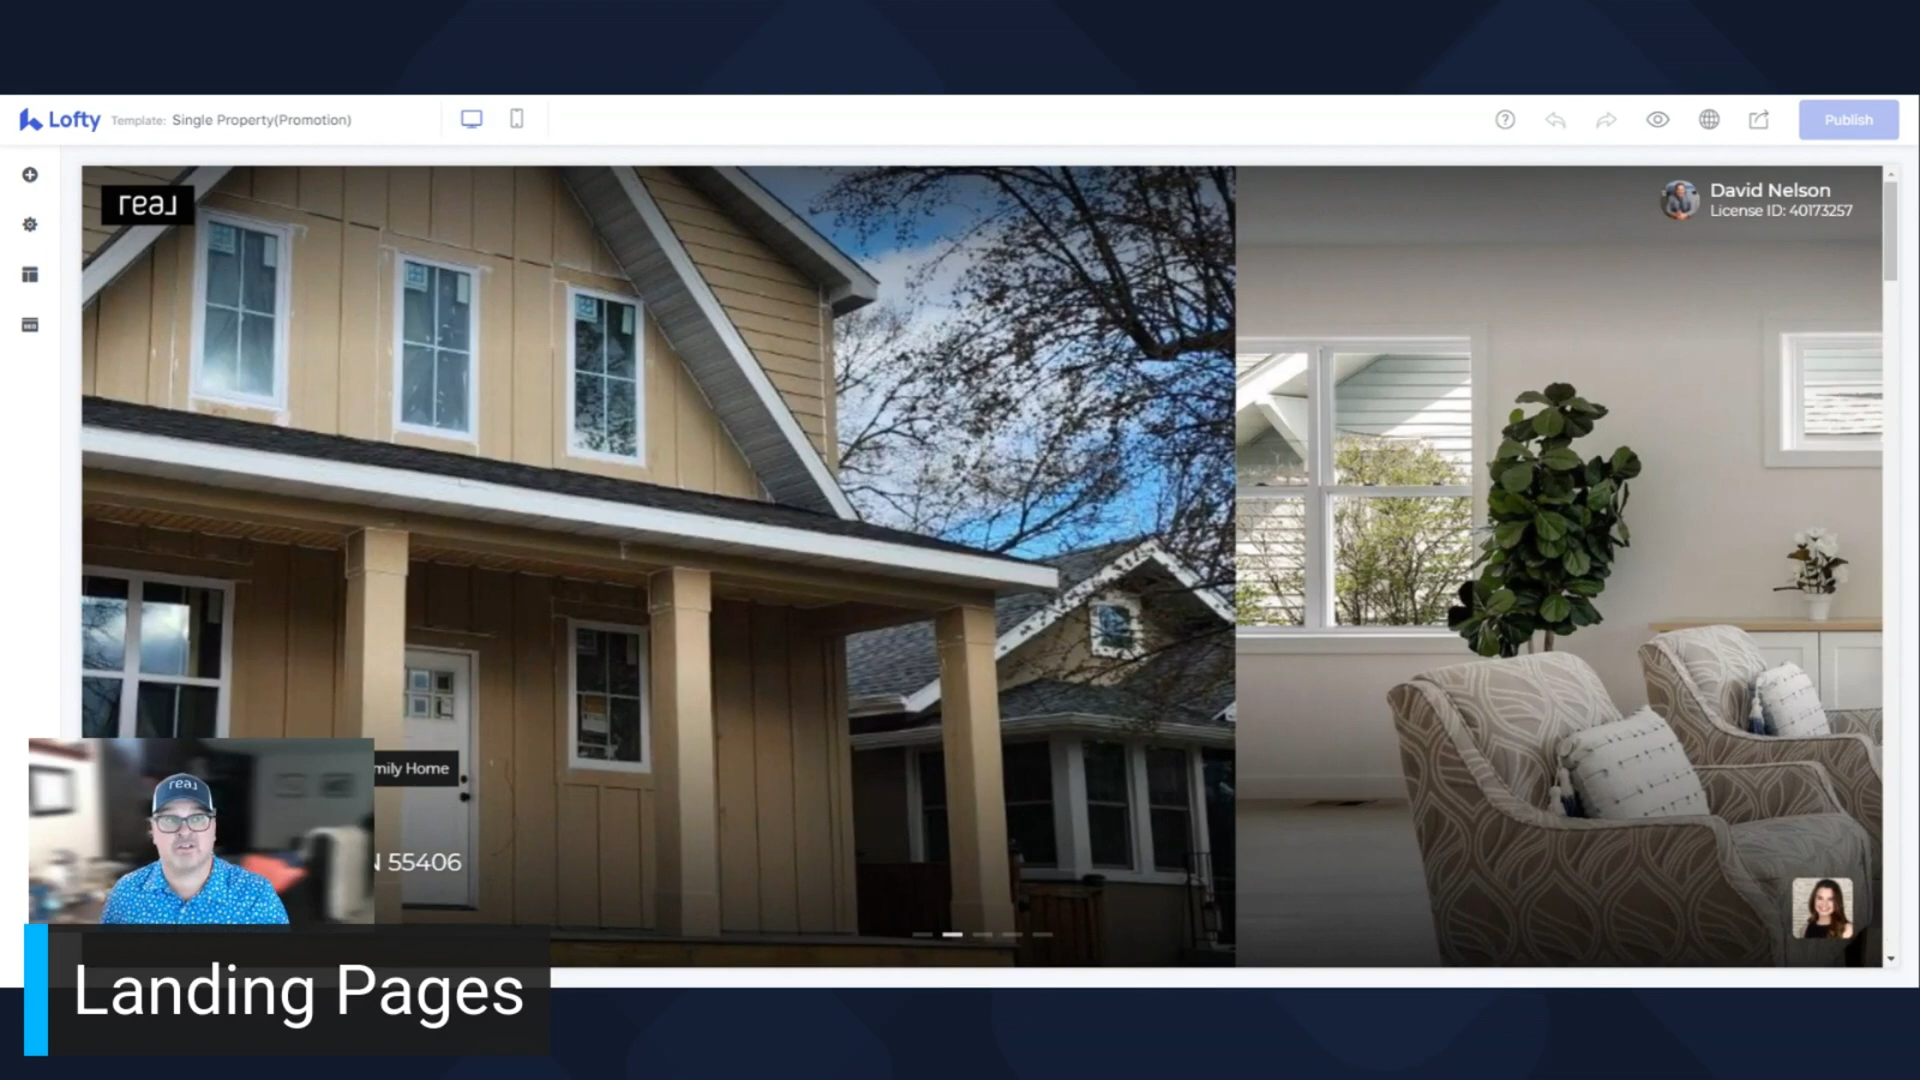 Lofty Template: Single Property(Promotion)
Publish
real
David Nelson
License ID: 40173257
mily Home
real
55406
Landing Pages